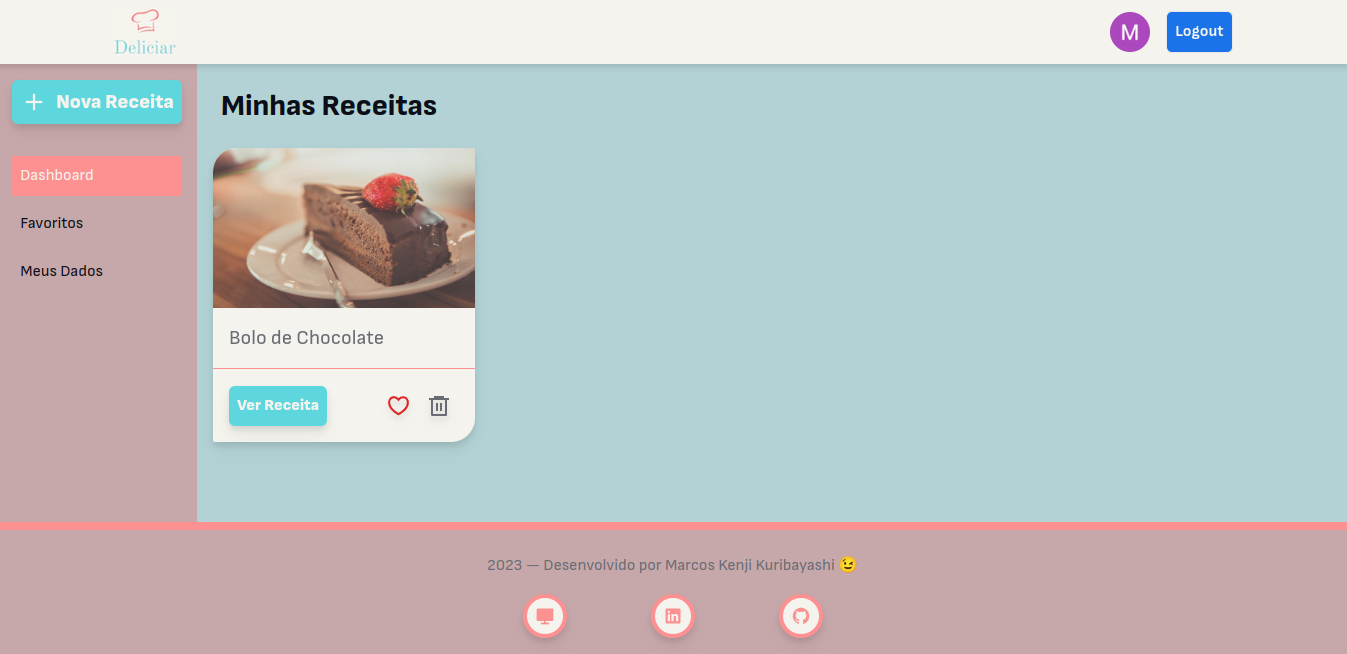 Deliciar
M
Logout
Nova Receita
Minhas Receitas
Dashboard
Favoritos
Meus Dados
Bolo de Chocolate
Ver Receita
2023 — Desenvolvido por Marcos Kenji Kuribayashi 😉
in